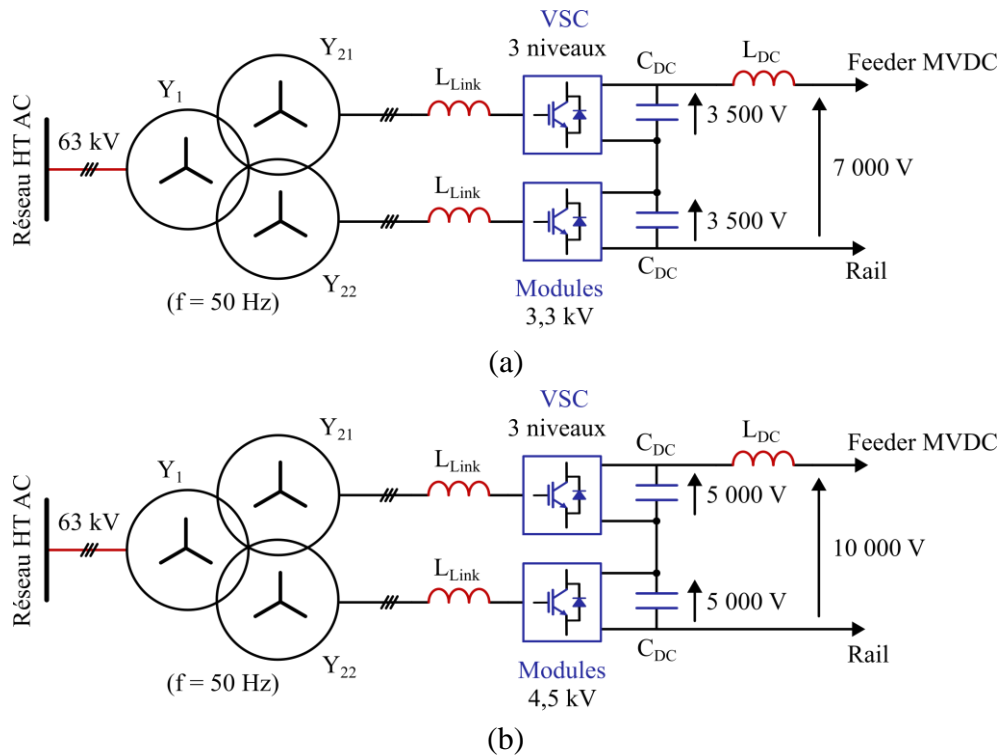 VSC
3 niveaux
Y21
Y1
LLink
CDC
LDC
Feeder MVDC
63 kV
3 500 V
7 000 V
Réseau HT AC
LLink
3 500 V
CDC
Rail
Y22
(f = 50 Hz)
Modules
3,3 kV
(a)
VSC
3 niveaux
Y21
Y1
LLink
CDC
LDC
Feeder MVDC
63 kV
5 000 V
10 000 V
Réseau HT AC
LLink
5 000 V
CDC
Rail
Y22
(f = 50 Hz)
Modules
4,5 kV
(b)